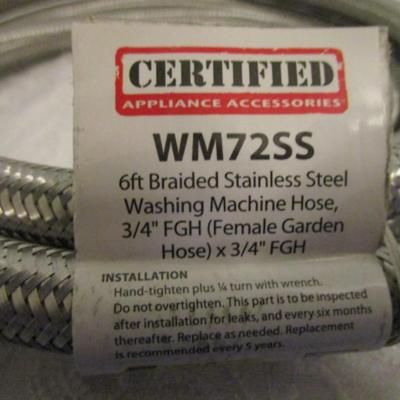 CERTIFIED
APPLIANCE ACCESSORIES®
WM72SS
6ft Braided Stainless Steel
Washing Machine Hose,
3/4" FGH (Female Garden
Hose) x 3/4" FGH
INSTALLATION
Hand-tighten plus ¼ turn with wrench.
Do not overtighten. This part is to be inspected
after installation for leaks, and every six months
thereafter. Replace as needed. Replacement
is recommended every 5 years.